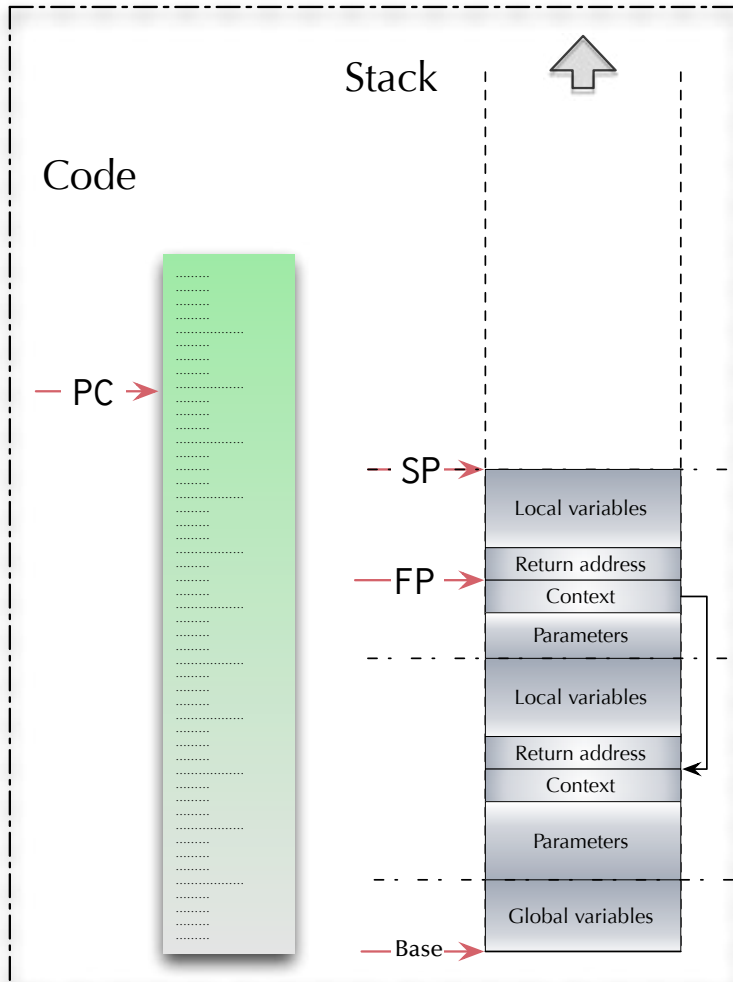 Stack
Code
PC
SP
Local variables
Return address
FP
Context
Parameters
Local variables
Return address
Context
Parameters
Global variables
Base